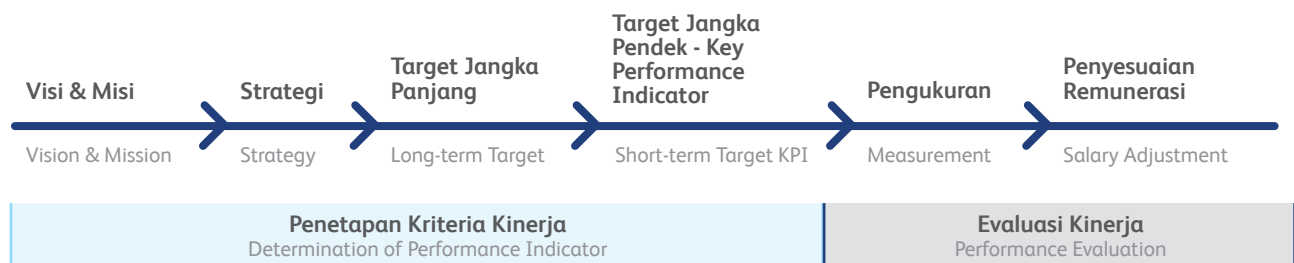 Visi & Misi
Vision & Mission
Strategi
Strategy
Target Jangka
Panjang
Long-term Target
Target Jangka
Pendek - Key
Performance
Indicator
Short-term Target KPI
Pengukuran
Measurement
Penyesuaian
Remunerasi
Salary Adjustment
Penetapan Kriteria Kinerja
Determination of Performance Indicator
Evaluasi Kinerja
Performance Evaluation